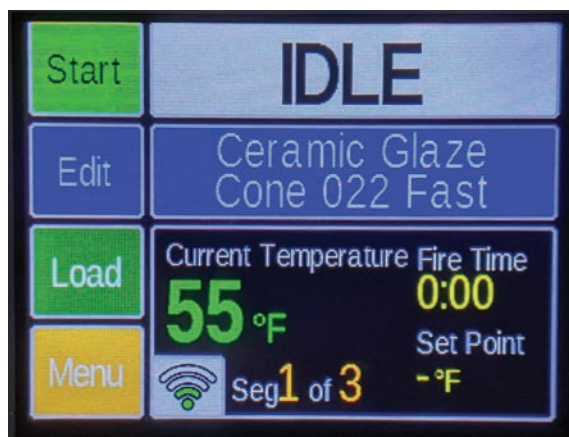 Start
IDLE
Edit
Ceramic Glaze
Cone 022 Fast
Load
Menu
Current Temperature
55 °F
Fire Time
0:00
Set Point
- °F
Seg 1 of 3